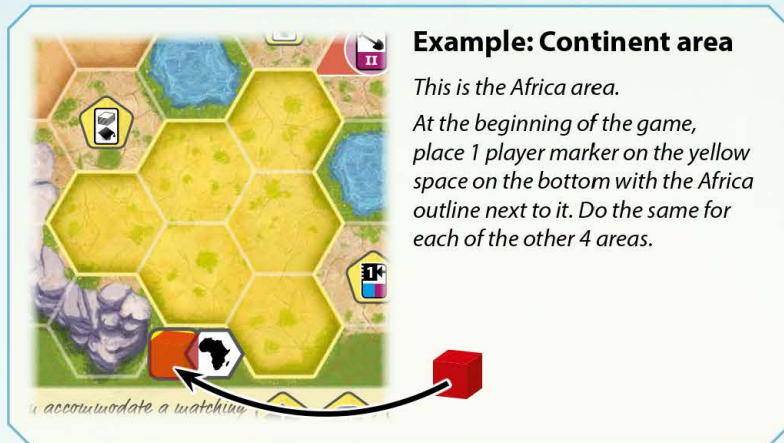 Example: Continent area
This is the Africa area.
At the beginning of the game,
place 1 player marker on the yellow
space on the bottom with the Africa
outline next to it. Do the same for
each of the other 4 areas.
II
1
accommodate a matching